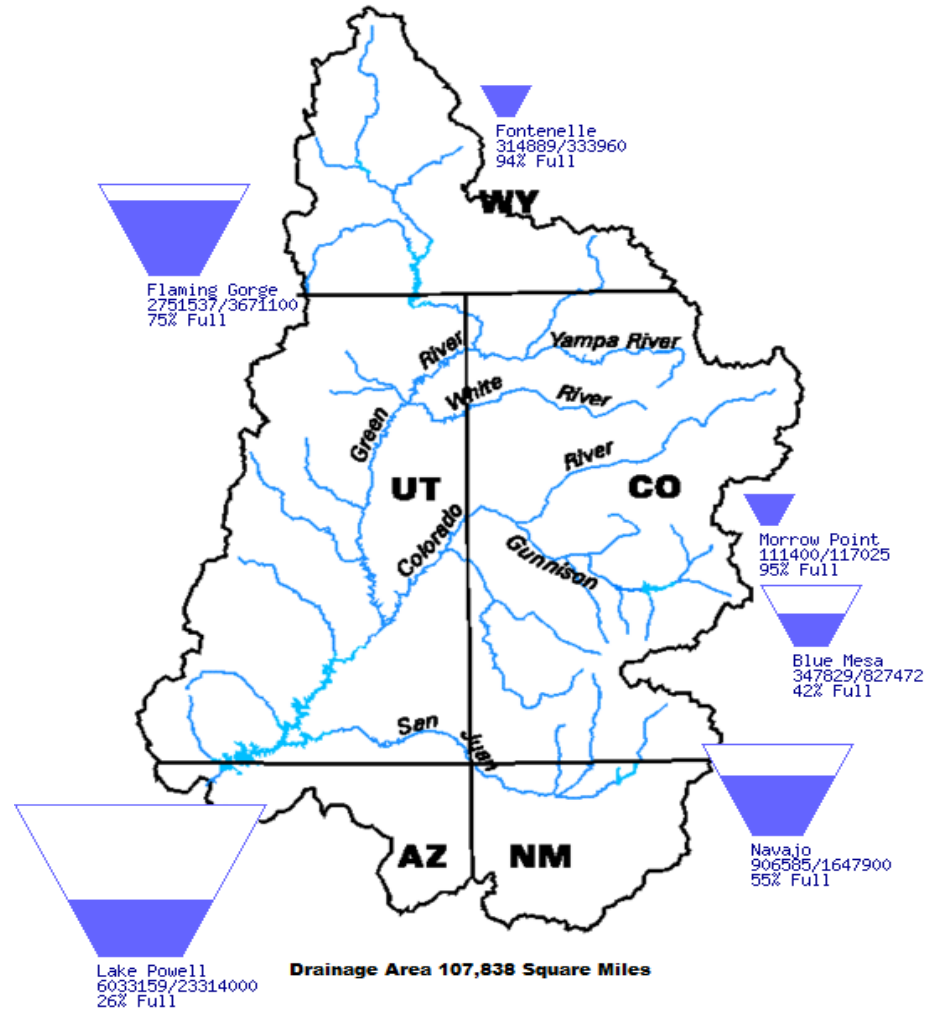 Fontenelle
314889/333960
94% Full
WY
Flaming Gorge
2751537/3671100
75% Full
River
Yampa River
White
River
Green
River
UT
CO
Colorado
Gunnison
Morrow Point
111400/117025
95% Full
Blue Mesa
347829/827472
42% Full
San
Juan
AZ
NM
Navajo
906585/1647900
55% Full
Lake Powell
6033159/23314000
26% Full
Drainage Area 107,838 Square Miles